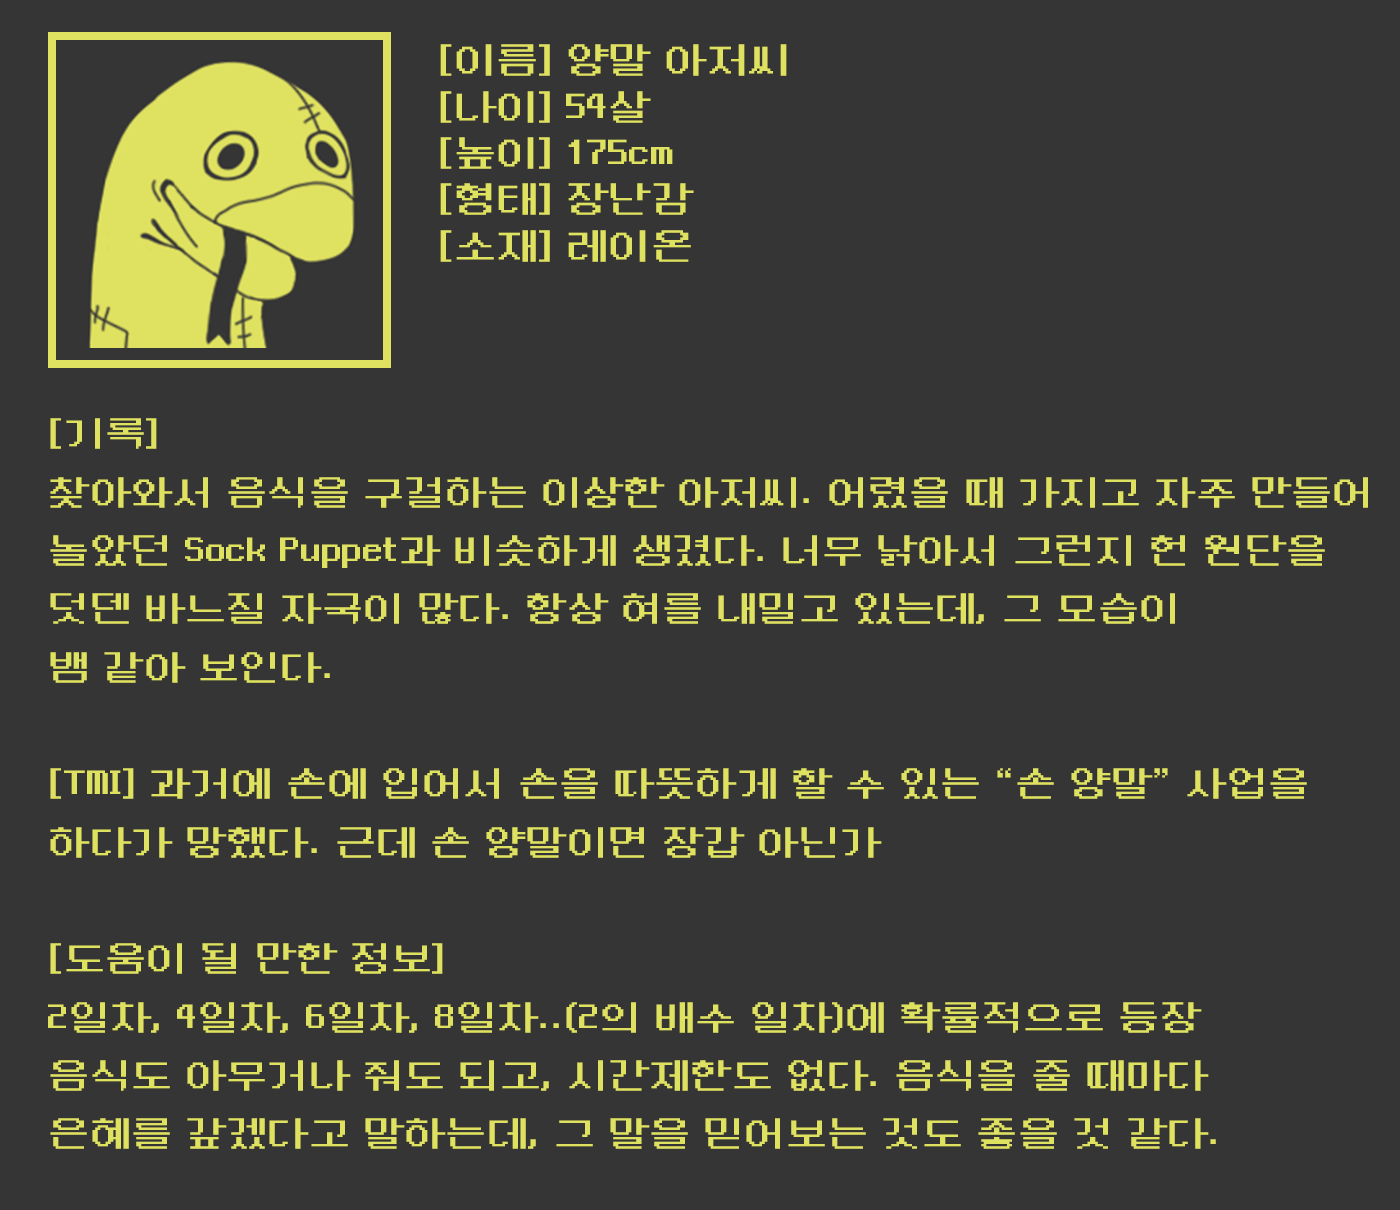 [이름] 양말 아저씨
[나이] 54살
[높이] 175cm
[형태] 장난감
[소재] 레이온
[기록]
찾아와서 음식을 구걸하는 이상한 아저씨. 어렸을 때 가지고 자주 만들어
놀았던 Sock Puppet과 비슷하게 생겼다. 너무 낡아서 그런지 헌 원단을
덧덴 바느질 자국이 많다. 항상 혀를 내밀고 있는데, 그 모습이
뱀 같아 보인다.
[TMI] 과거에 손에 입어서 손을 따뜻하게 할 수 있는 “손 양말” 사업을
하다가 망했다. 근데 손 양말이면 장갑 아닌가
[도움이 될 만한 정보]
2일차, 4일차, 6일차, 8일차..(2의 배수 일차)에 확률적으로 등장
음식도 아무거나 줘도 되고, 시간제한도 없다. 음식을 줄 때마다
은혜를 갚겠다고 말하는데, 그 말을 믿어보는 것도 좋을 것 같다.